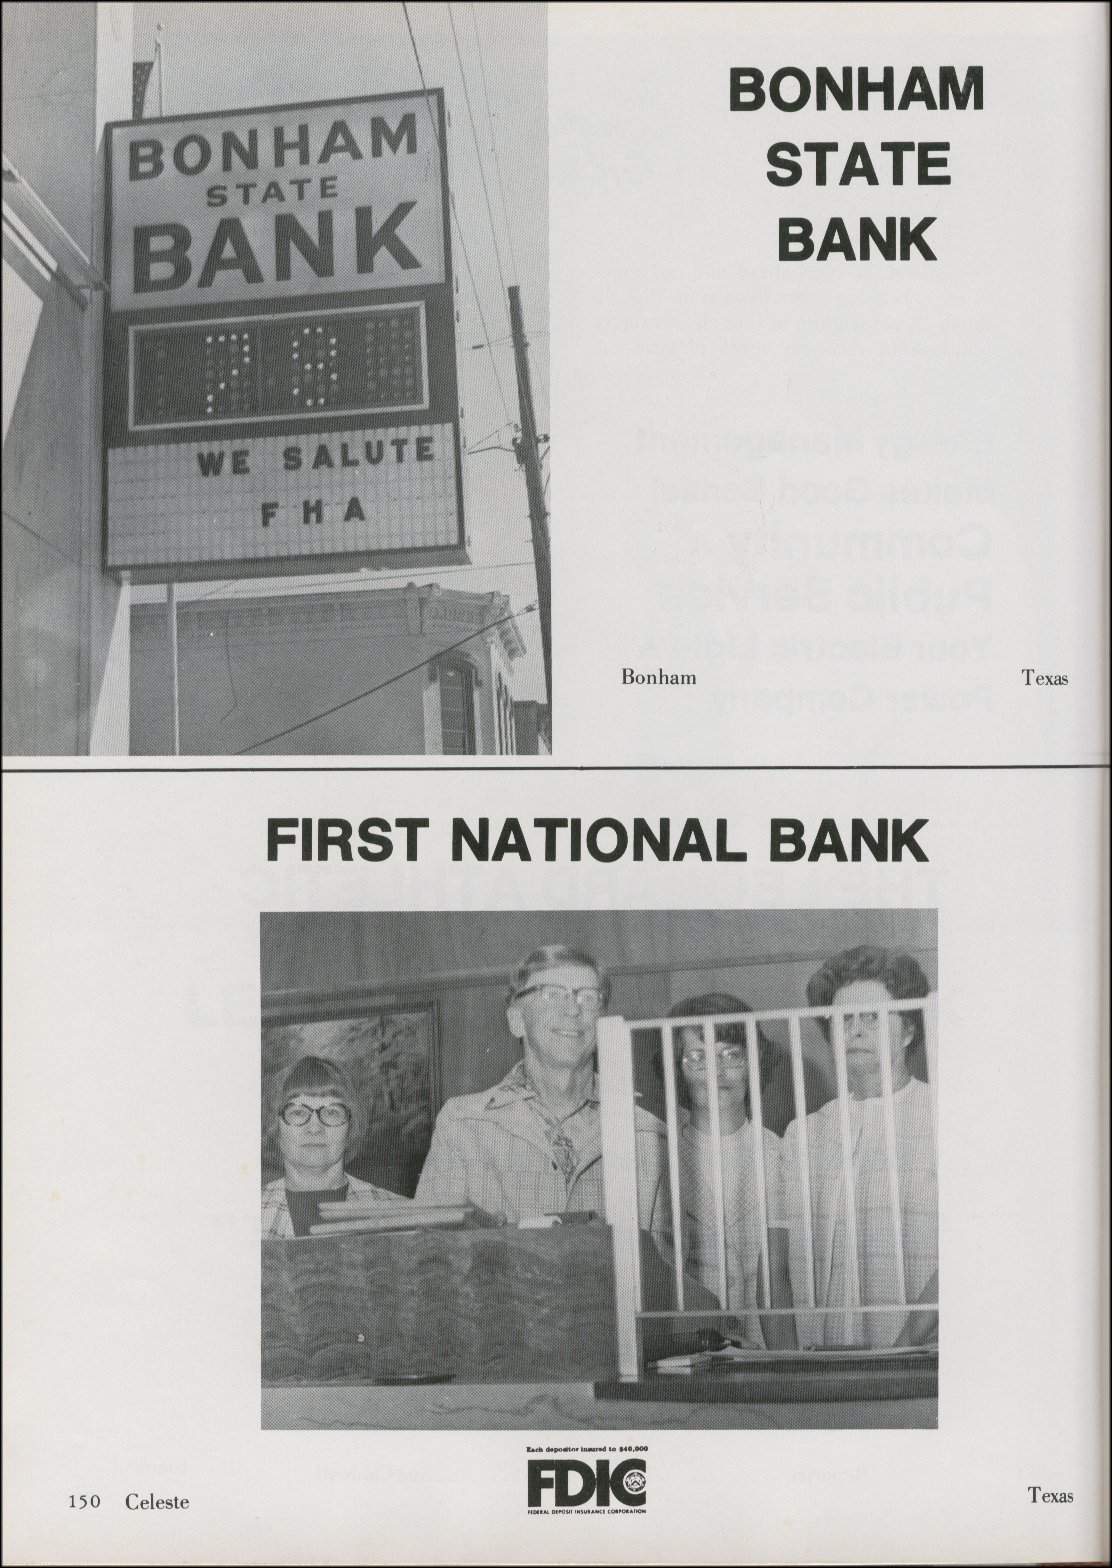 BONHAM
STATE
BANK
78
WE SALUTE
F H A
BONHAM
STATE
BANK
Bonham Texas
FIRST NATIONAL BANK
Each depositor insured to $40,000
FDIC
FEDERAL DEPOSIT INSURANCE CORPORATION
150 Celeste Texas